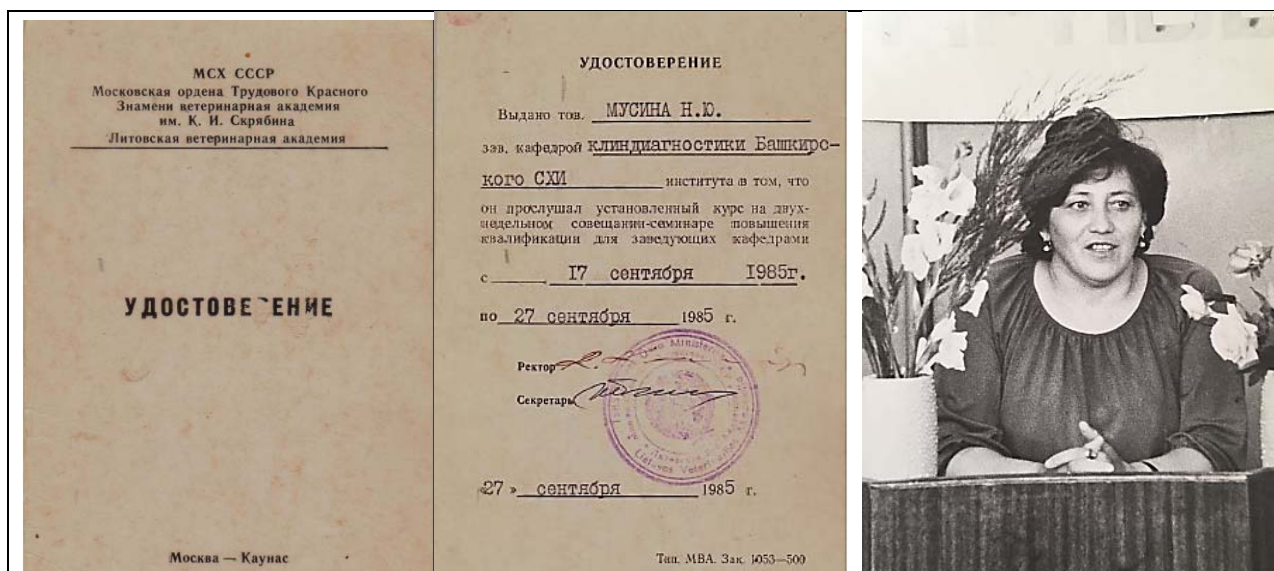 МСХ СССР
Московская ордена Трудового Красного
Знамени ветеринарная академия
им. К. И. Скрябина
Литовская ветеринарная академия
УДОСТОВЕ ЕНИЕ
Москва — Каунас
УДОСТОВЕРЕНИЕ
Выдано тов. МУСИНА Н.Ю.
зав. кафедрой клиндиагностики Башкирс-
кого СХИ института в том, что
он прослушал установленный курс на двух-
недельном совещании-семинаре повышения
квалификации для заведующих кафедрами
с 17 сентября 1985г.
по 27 сентября 1985 г.
Ректор
Секретарь
Lietuvos Veterinarijos
«27» сентября 1985 г.
Тип. МВА. Зак. 1053—500